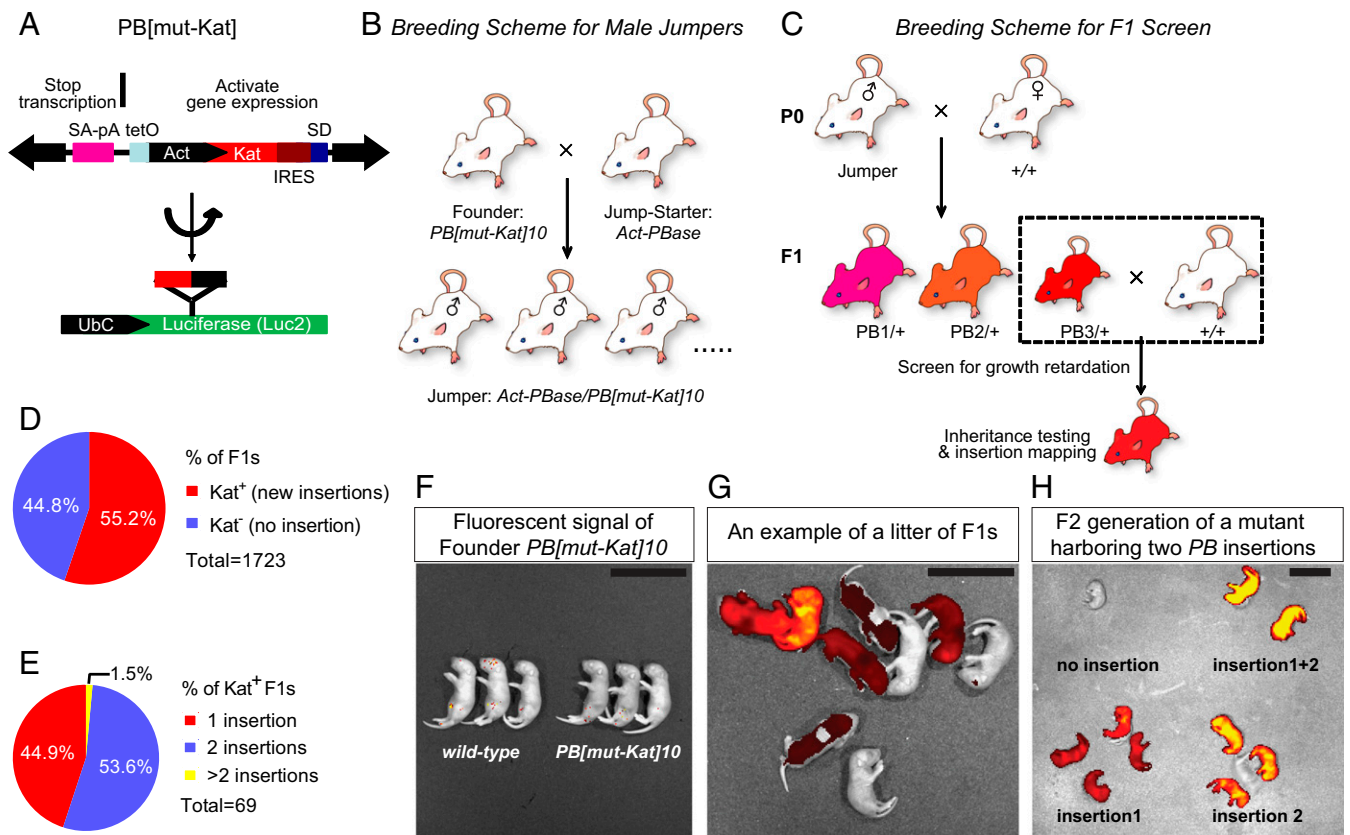 A
PB[mut-Kat]
Stop
transcription
Activate
gene expression
SA-pA tetO
SD
Act
Kat
IRES
UbC
Luciferase (Luc2)
B
Breeding Scheme for Male Jumpers
♂
×
Founder:
PB[mut-Kat]10
Jump-Starter:
Act-PBase
♂
♂
♂
.....
Jumper: Act-PBase/PB[mut-Kat]10
C
Breeding Scheme for F1 Screen
P0
♂
×
♀
Jumper
+/+
F1
×
PB1/+
PB2/+
PB3/+
+/+
Screen for growth retardation
Inheritance testing
& insertion mapping
D
44.8%
55.2%
% of F1s
Kat+ (new insertions)
Kat- (no insertion)
Total=1723
E
1.5%
44.9%
53.6%
% of Kat+ F1s
1 insertion
2 insertions
>2 insertions
Total=69
F
Fluorescent signal of
Founder PB[mut-Kat]10
wild-type
PB[mut-Kat]10
G
An example of a litter of F1s
H
F2 generation of a mutant
harboring two PB insertions
no insertion
insertion1+2
insertion1
insertion 2